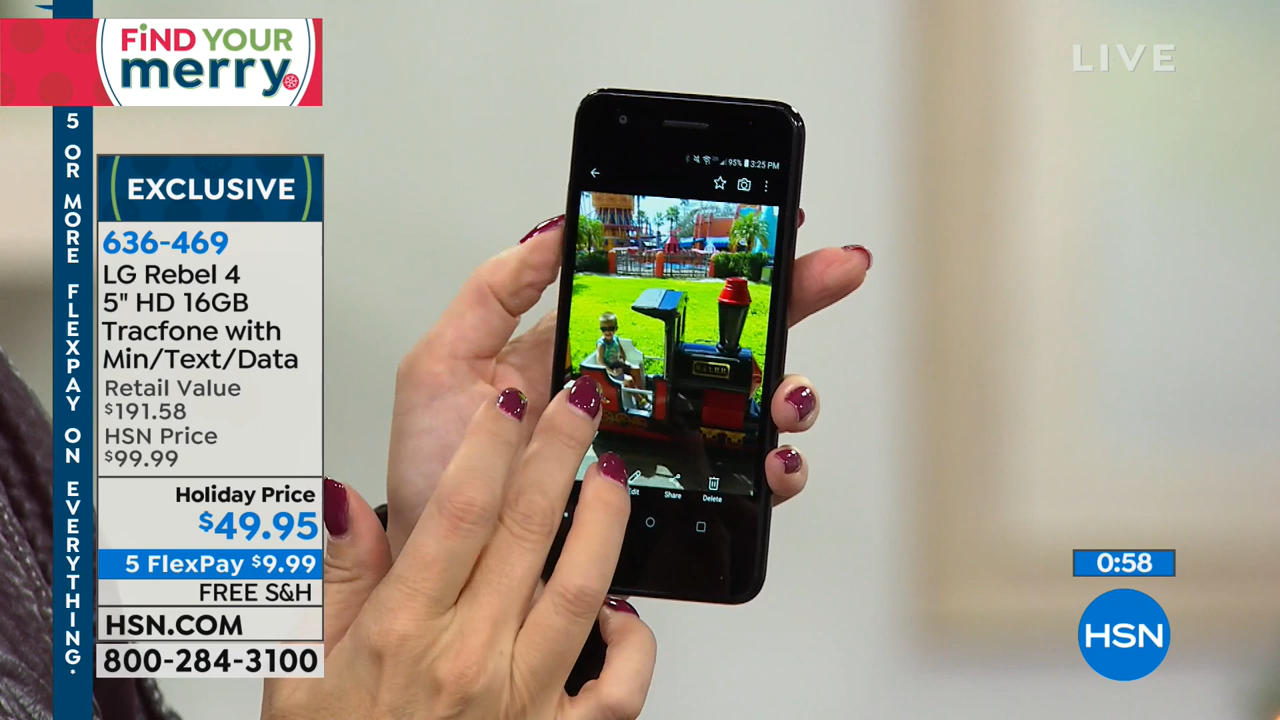 FiND YOUR
merry.
LIVE
5 OR MORE FLEXPAY ON EVERYTHING.
EXCLUSIVE
636-469
LG Rebel 4
5" HD 16GB
Tracfone with
Min/Text/Data
Retail Value
$191.58
HSN Price
$99.99
Holiday Price
$49.95
5 FlexPay $9.99
FREE S&H
HSN.COM
800-284-3100
95% 3:25 PM
Edit Share Delete
0:58
HSN